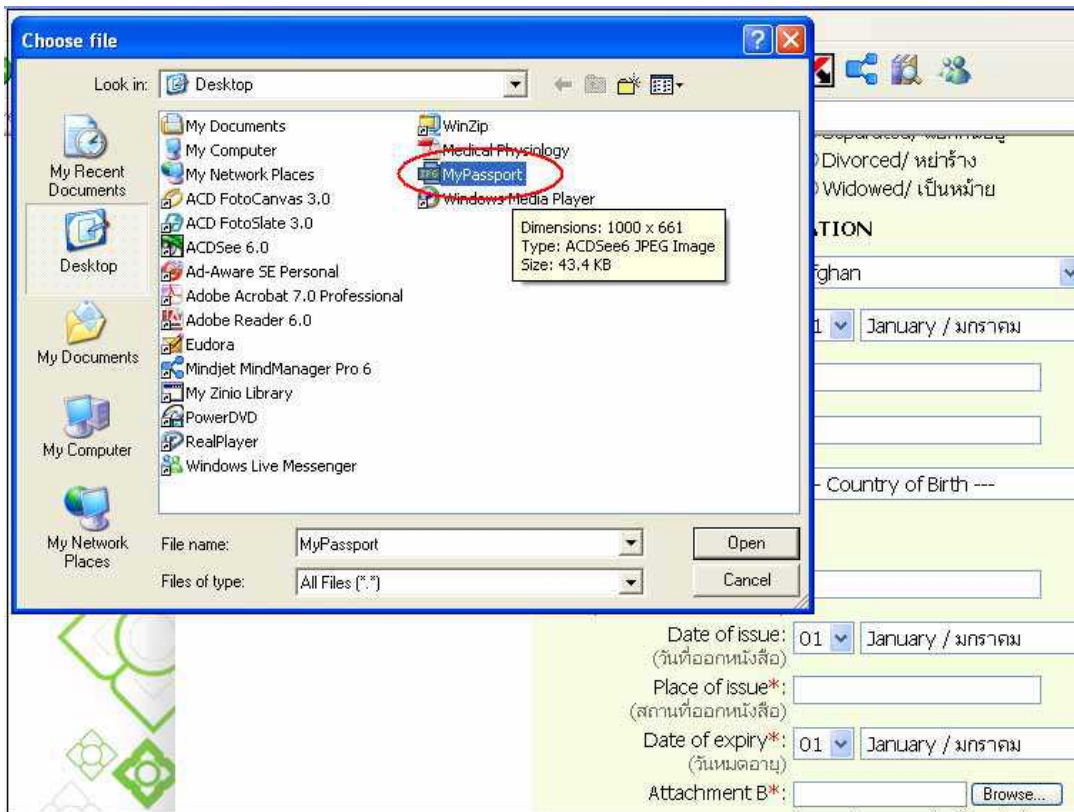 Choose file
Look in: Desktop
My Recent Documents
Desktop
My Documents
My Computer
My Network Places
My Documents
My Computer
My Network Places
ACD FotoCanvas 3.0
ACD FotoSlate 3.0
ACDSee 6.0
Ad-Aware SE Personal
Adobe Acrobat 7.0 Professional
Adobe Reader 6.0
Eudora
Mindjet MindManager Pro 6
My Zinio Library
PowerDVD
RealPlayer
Windows Live Messenger
WinZip
Medical Physiology
MyPassport
Windows Media Player
Dimensions: 1000 x 661
Type: ACDSee6 JPEG Image
Size: 43.4 KB
File name: MyPassport
Open
Files of type: All Files (*.*)
Cancel
Divorced/ หย่าร้าง
Widowed/ เป็นหม้าย
TION
fghan
1 January / มกราคม
- Country of Birth ---
Date of issue: 01 January / มกราคม
(วันที่ออกหนังสือ)
Place of issue*:
(สถานที่ออกหนังสือ)
Date of expiry*: 01 January / มกราคม
(วันหมดอายุ)
Attachment B*: Browse...